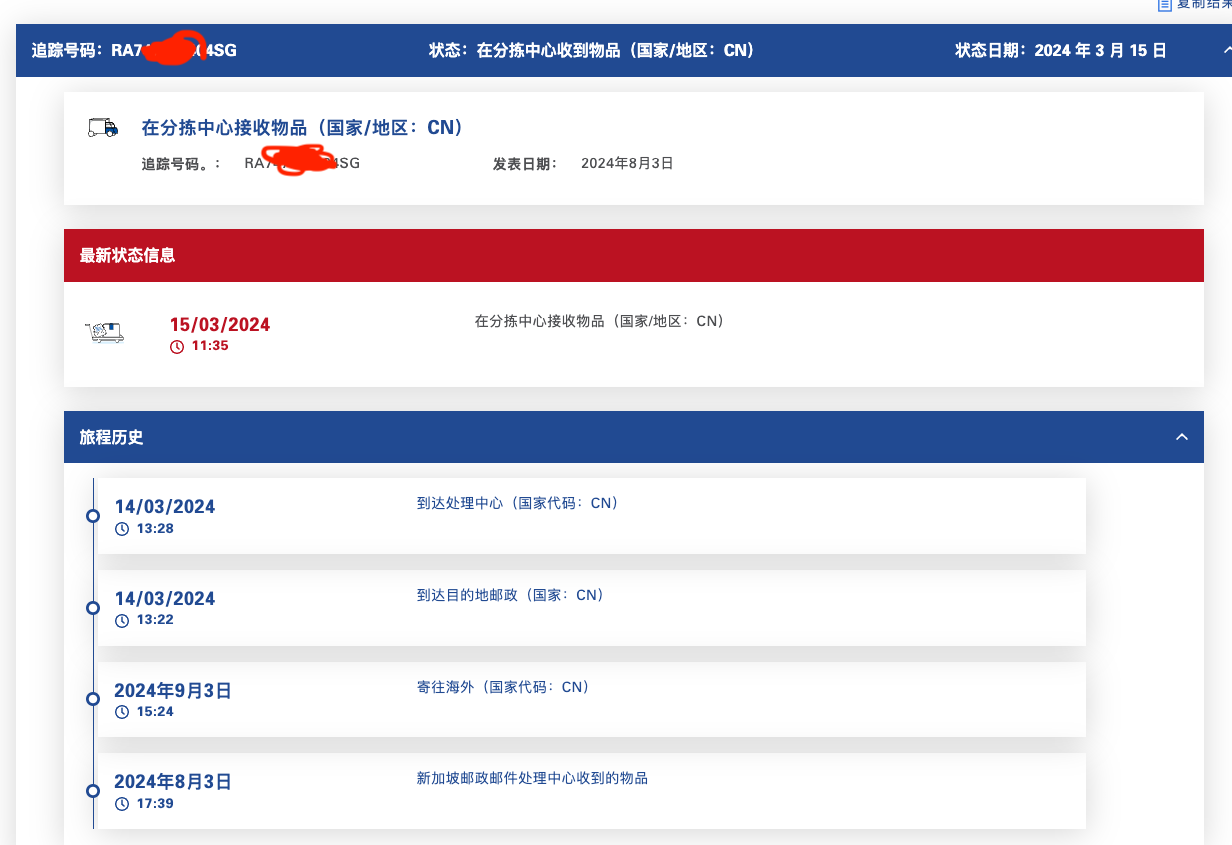 复制结果
追踪号码：RA7 4SG 状态：在分拣中心收到物品（国家/地区：CN） 状态日期：2024 年 3 月 15 日
在分拣中心接收物品（国家/地区：CN）
追踪号码。： RA7 4SG 发表日期： 2024年8月3日
最新状态信息
15/03/2024 在分拣中心接收物品（国家/地区：CN）
11:35
旅程历史
14/03/2024 到达处理中心（国家代码：CN）
13:28
14/03/2024 到达目的地邮政（国家：CN）
13:22
2024年9月3日 寄往海外（国家代码：CN）
15:24
2024年8月3日 新加坡邮政邮件处理中心收到的物品
17:39